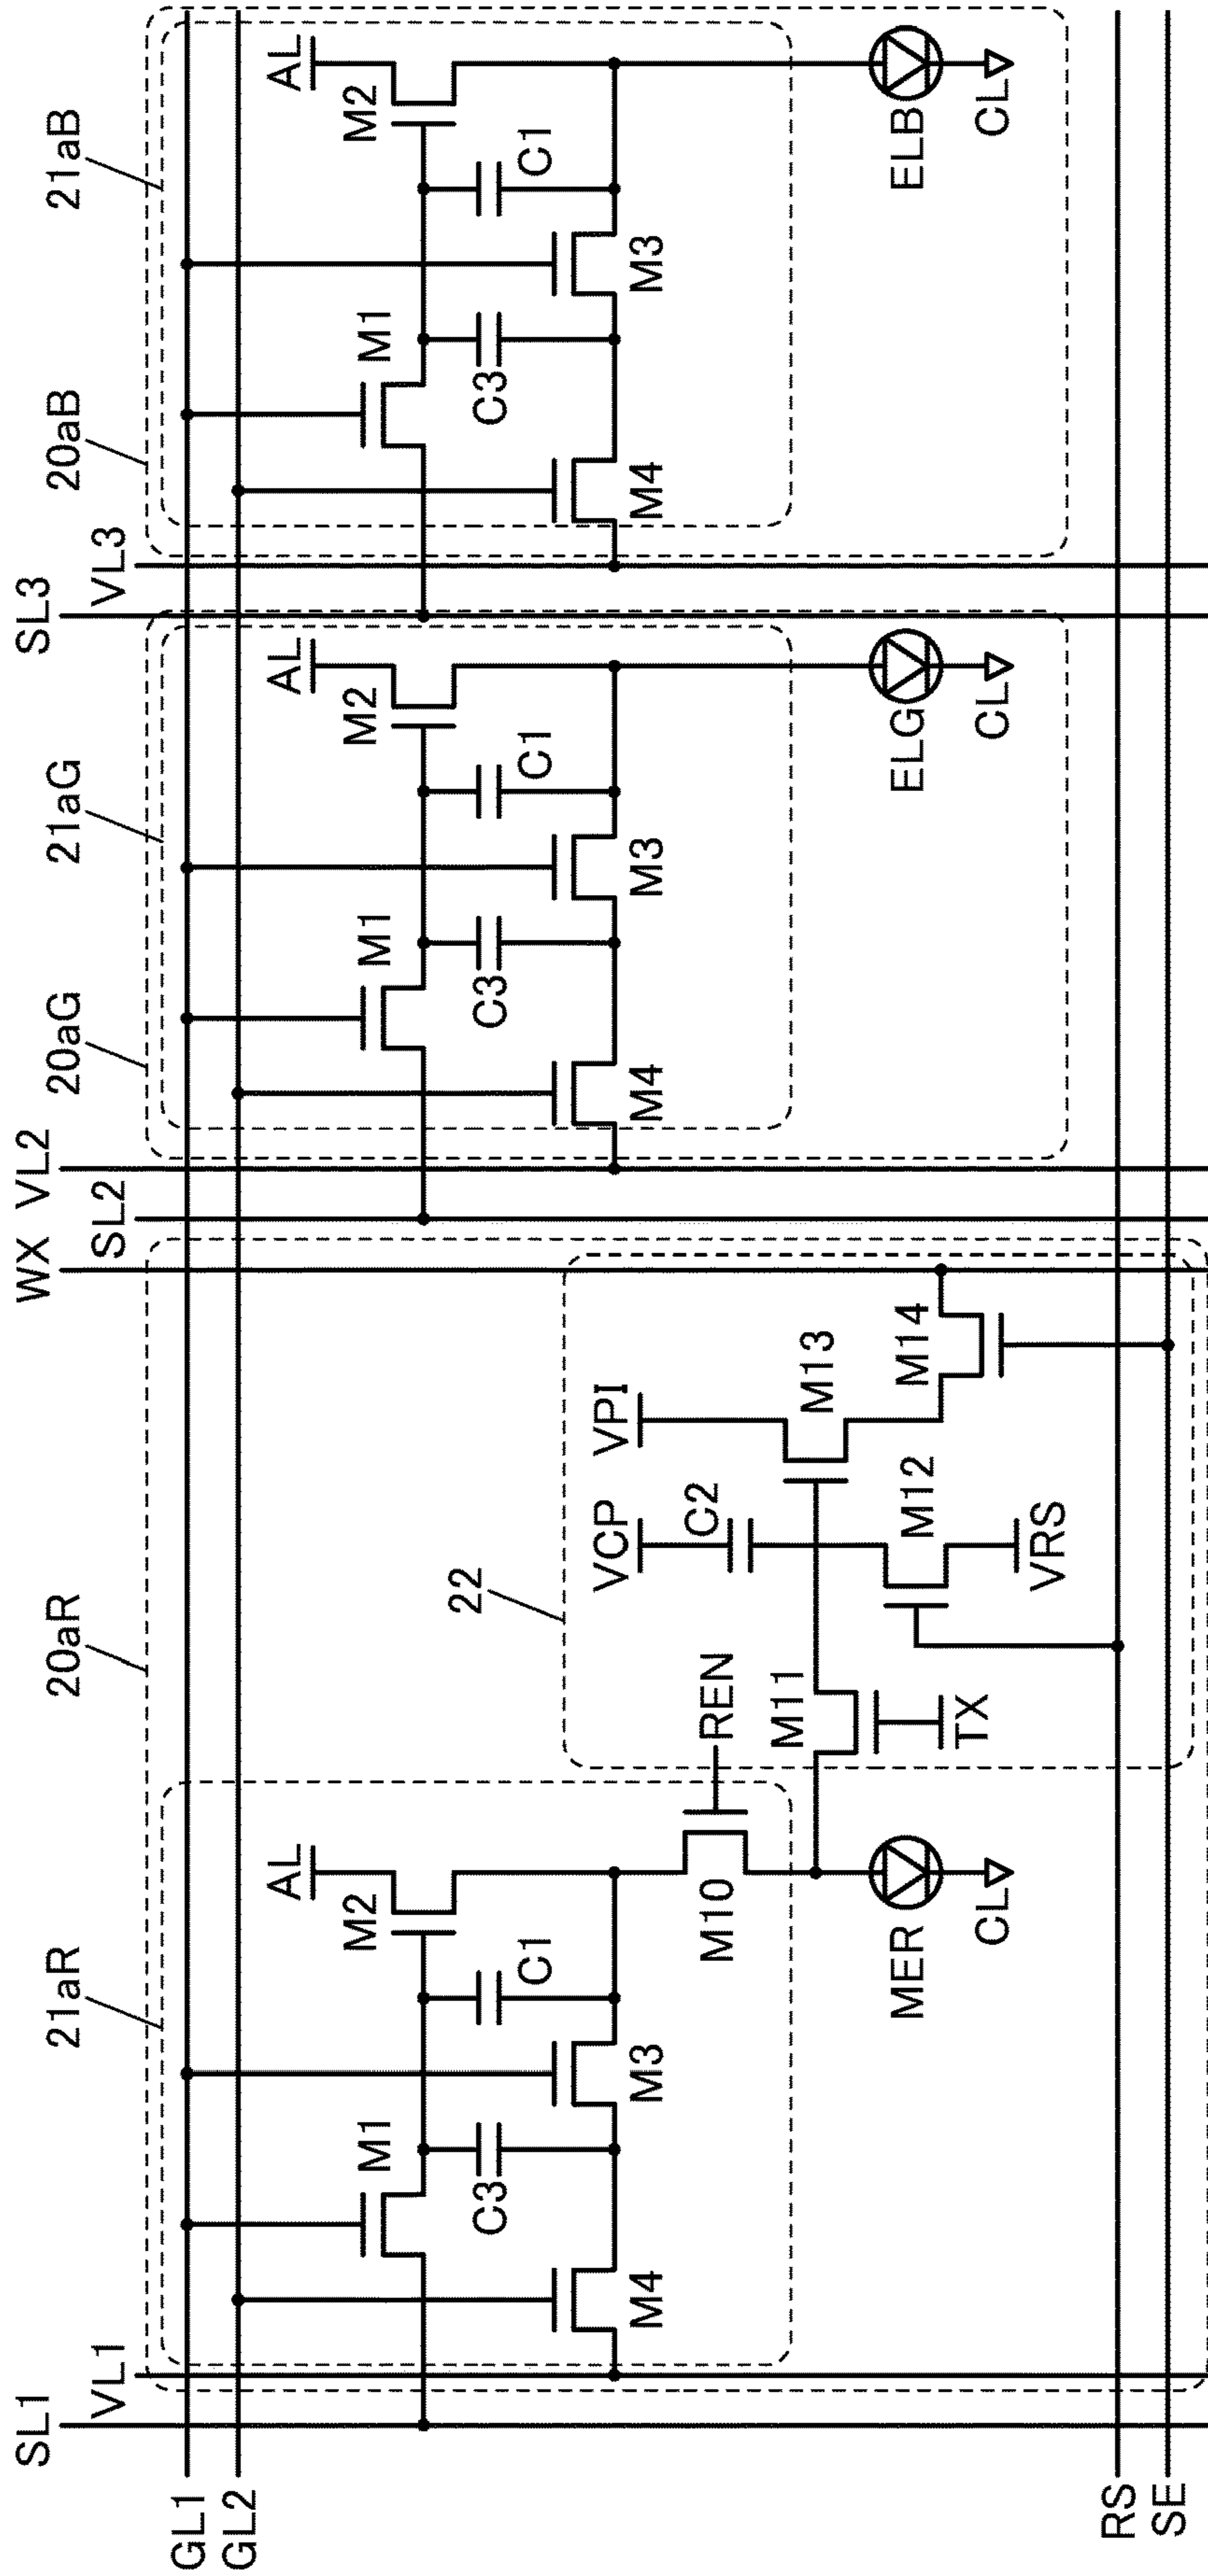 21aR
20aR
20aG
21aG
20aB
21aB
SL1
VL1
WX
VL2
SL2
SL3
VL3
GL1
GL2
AL
M2
M1
C1
C3
M3
M4
M10
REN
MER
CL
22
VCP
VPI
C2
M13
M11
M12
M14
TX
VRS
AL
M2
M1
C1
C3
M3
M4
ELG
CL
AL
M2
M1
C1
C3
M3
M4
ELB
CL
RS
SE